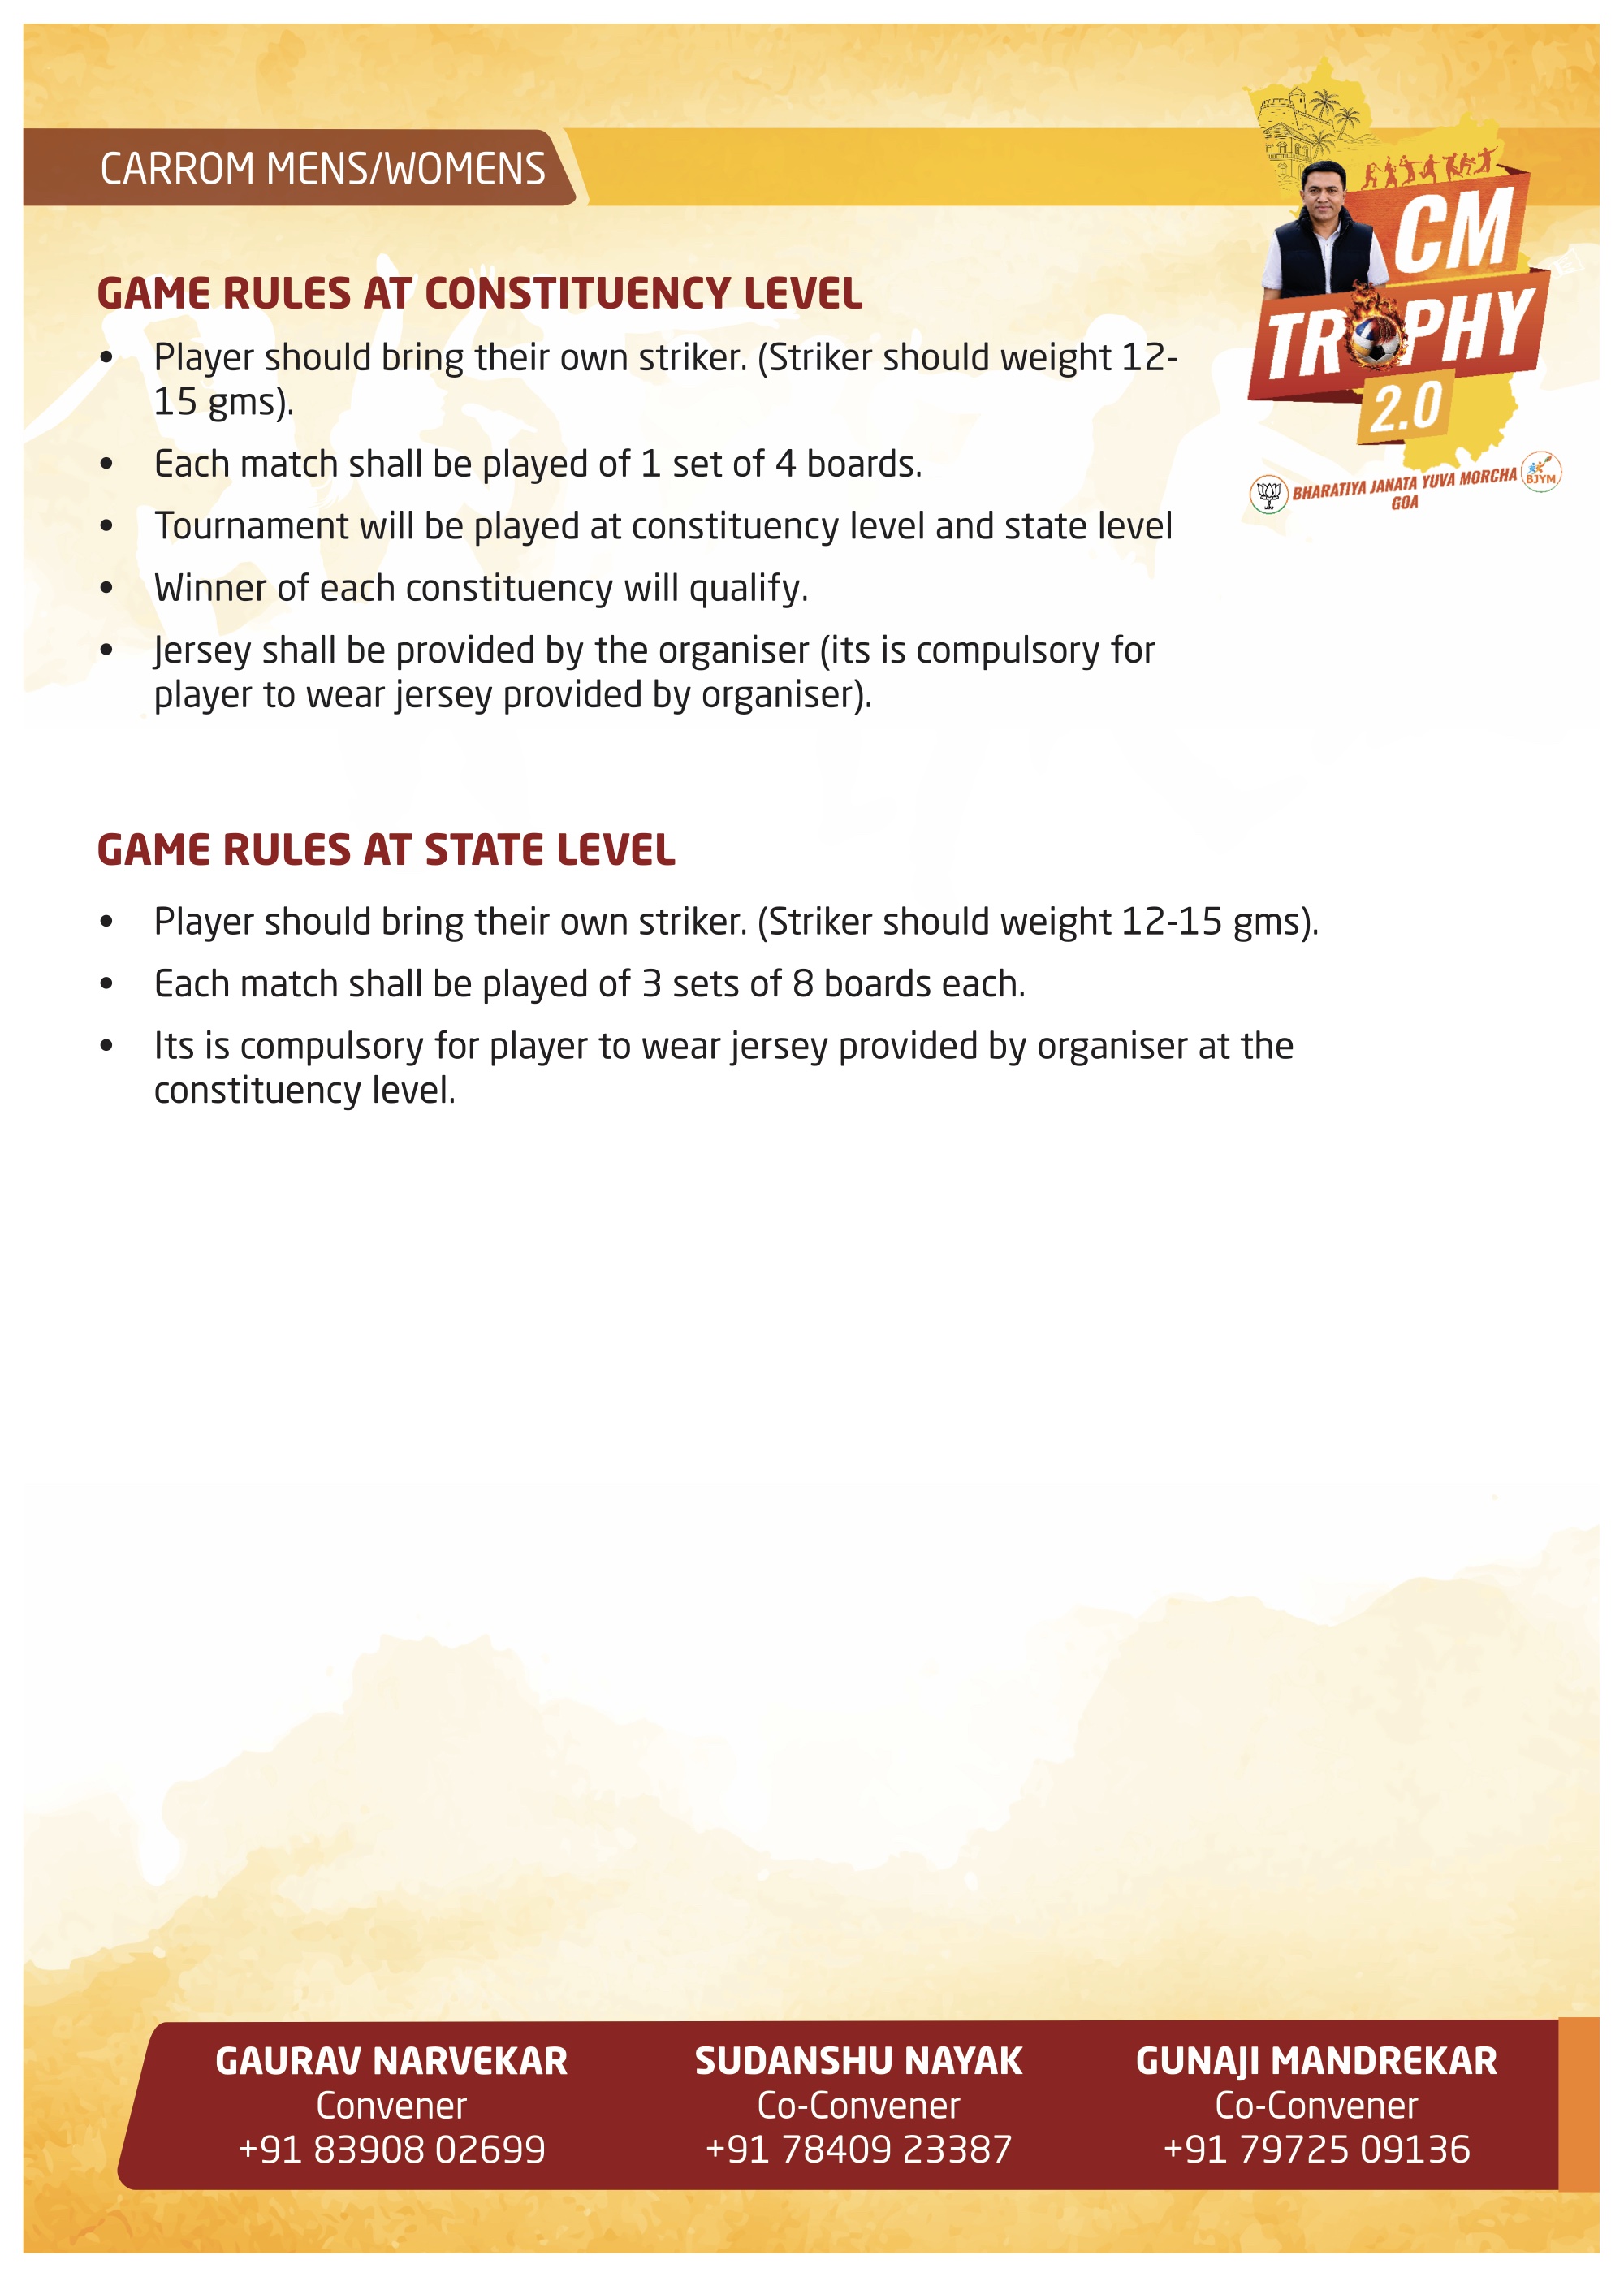 CARROM MENS/WOMENS
CM
TROPHY
2.0
BHARATIYA JANATA YUVA MORCHA
GOA
BJYM
GAME RULES AT CONSTITUENCY LEVEL
• Player should bring their own striker. (Striker should weight 12-
15 gms).
• Each match shall be played of 1 set of 4 boards.
• Tournament will be played at constituency level and state level
• Winner of each constituency will qualify.
• Jersey shall be provided by the organiser (its is compulsory for
player to wear jersey provided by organiser).
GAME RULES AT STATE LEVEL
• Player should bring their own striker. (Striker should weight 12-15 gms).
• Each match shall be played of 3 sets of 8 boards each.
• Its is compulsory for player to wear jersey provided by organiser at the
constituency level.
GAURAV NARVEKAR
Convener
+91 83908 02699
SUDANSHU NAYAK
Co-Convener
+91 78409 23387
GUNAJI MANDREKAR
Co-Convener
+91 79725 09136